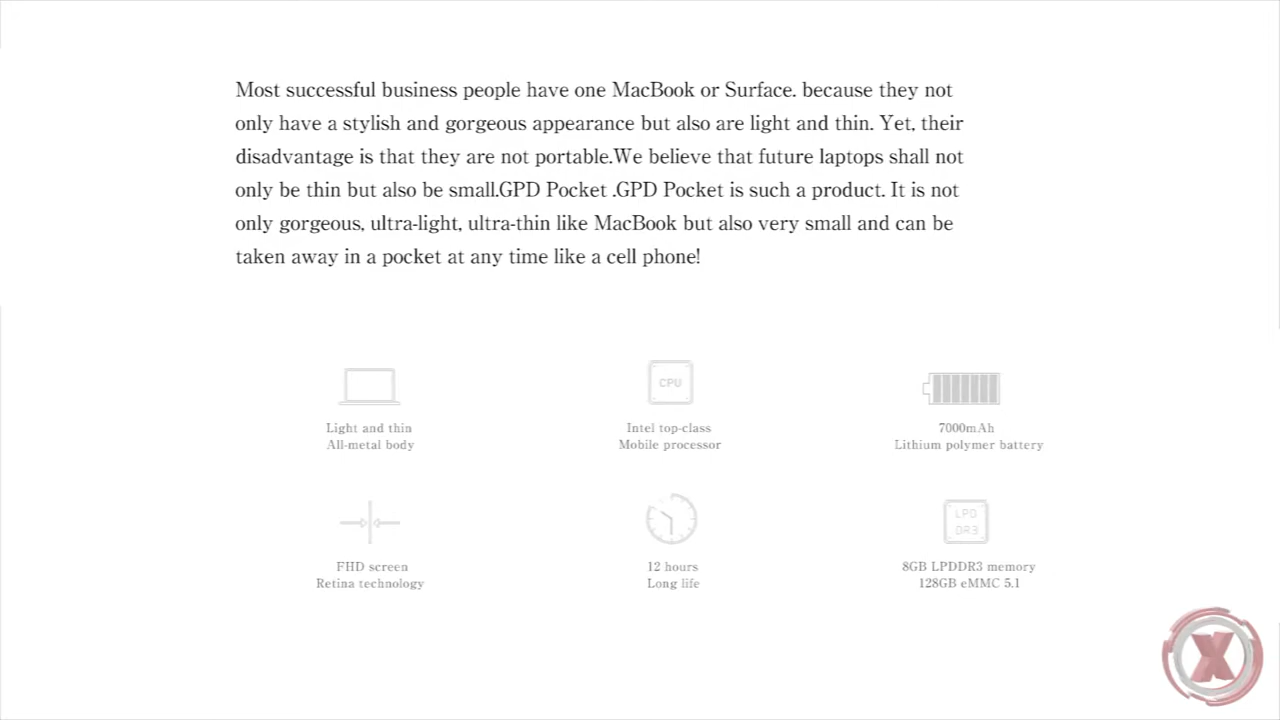 Most successful business people have one MacBook or Surface. because they not
only have a stylish and gorgeous appearance but also are light and thin. Yet, their
disadvantage is that they are not portable.We believe that future laptops shall not
only be thin but also be small.GPD Pocket .GPD Pocket is such a product. It is not
only gorgeous, ultra-light, ultra-thin like MacBook but also very small and can be
taken away in a pocket at any time like a cell phone!
CPU
Light and thin
All-metal body
Intel top-class
Mobile processor
7000mAh
Lithium polymer battery
LPD
DR3
FHD screen
Retina technology
12 hours
Long life
8GB LPDDR3 memory
128GB eMMC 5.1
X